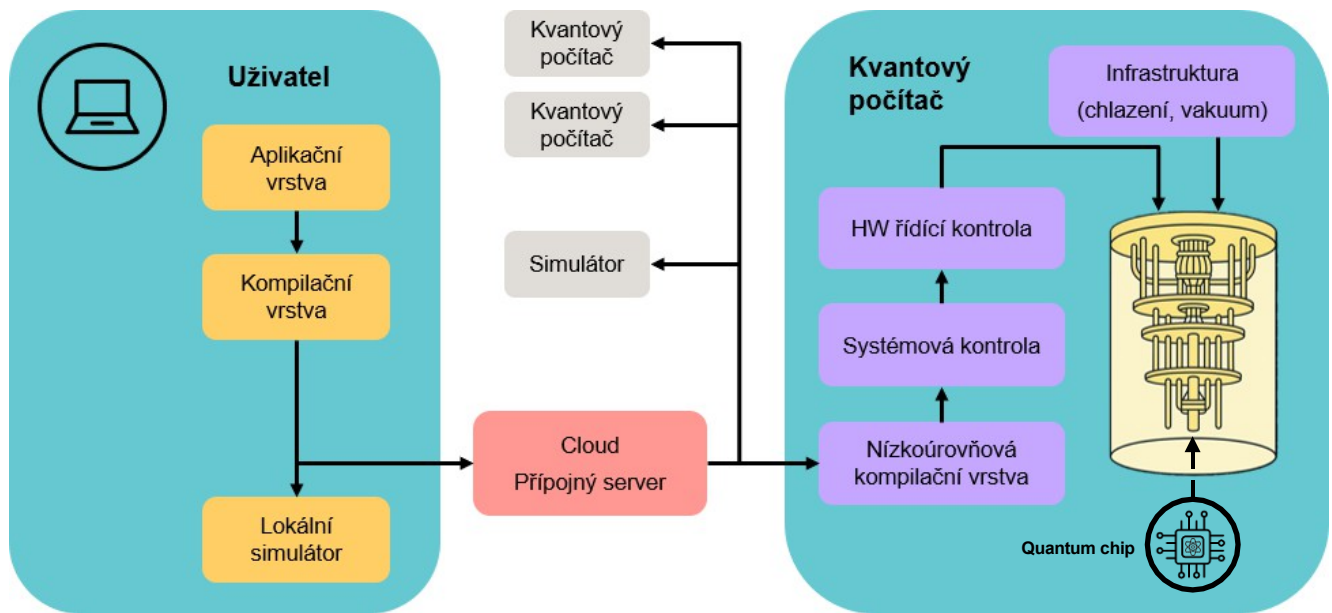 Uživatel
Aplikační
vrstva
Kompilační
vrstva
Lokální
simulátor
Kvantový
počítač
Kvantový
počítač
Simulátor
Cloud
Přípojný server
Kvantový
počítač
Infrastruktura
(chlazení, vakuum)
HW řídící kontrola
Systémová kontrola
Nízkoúrovňová
kompilační vrstva
Quantum chip